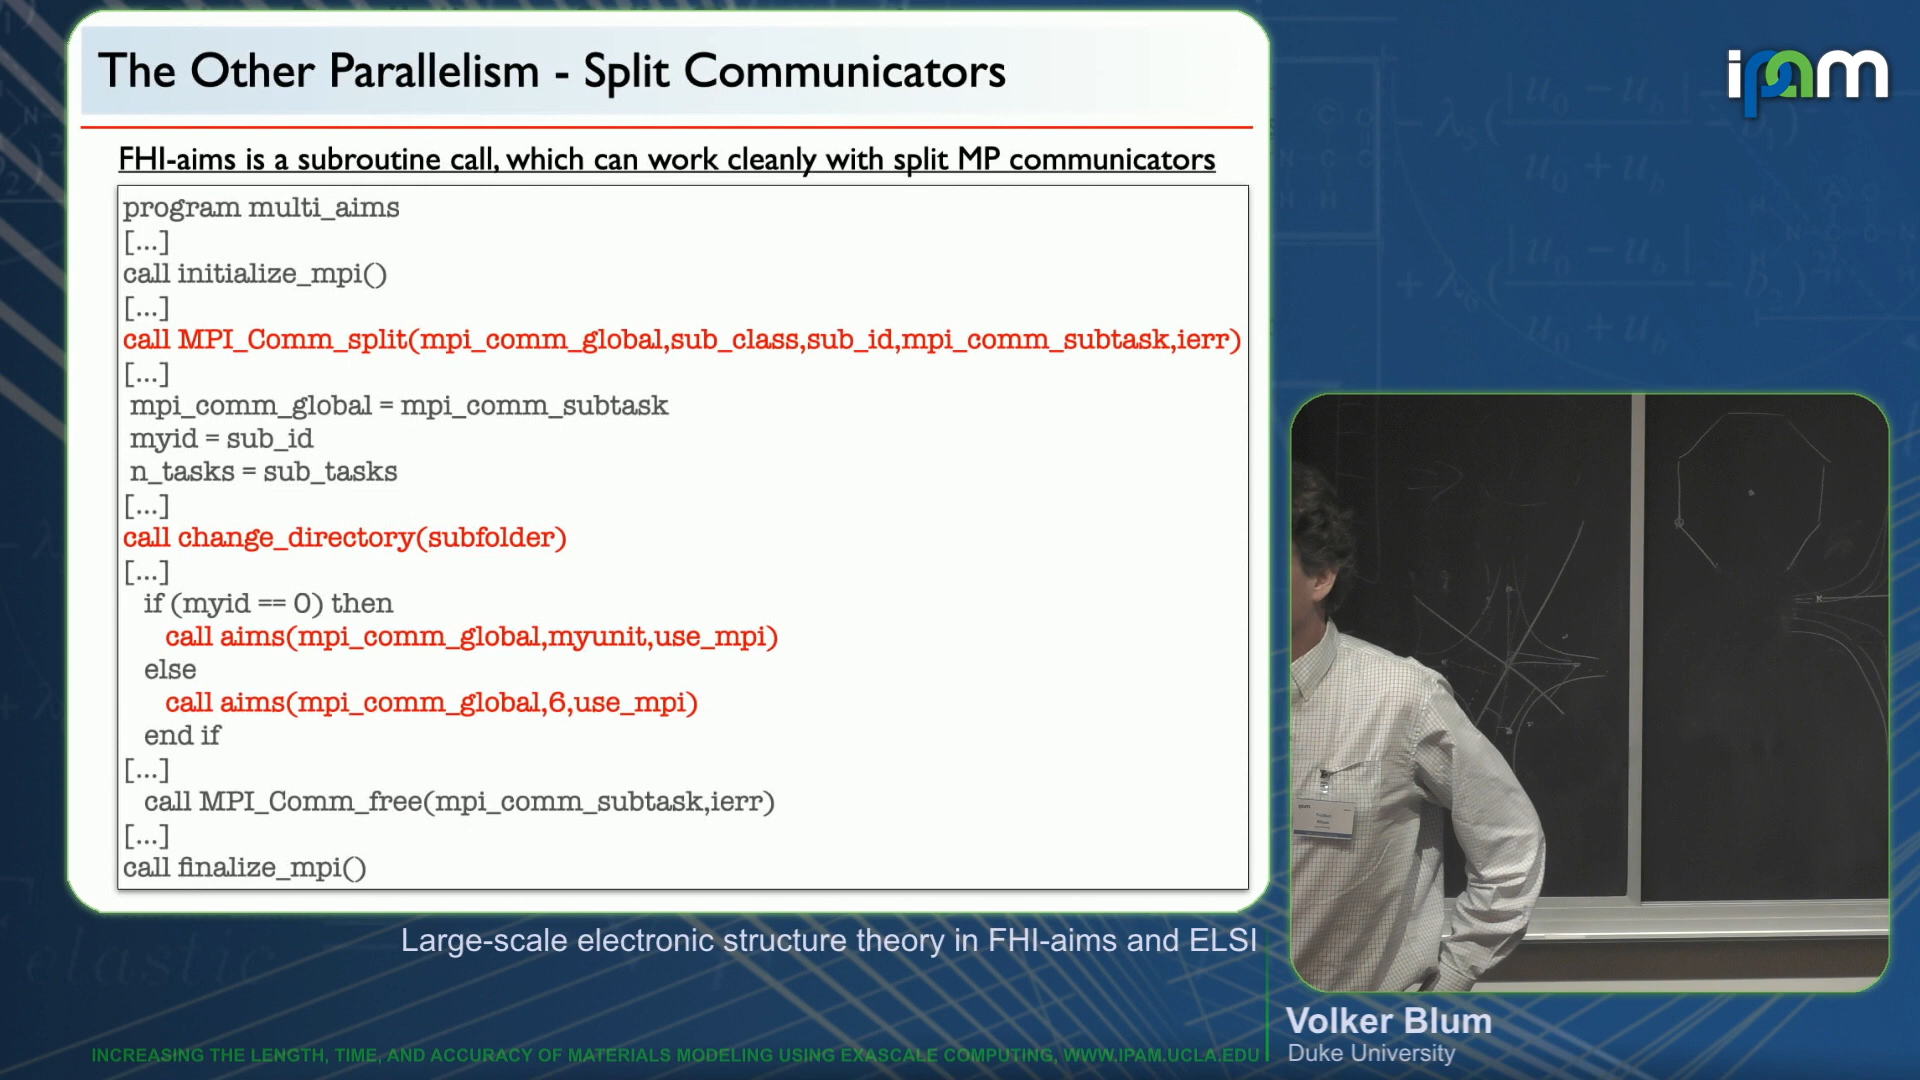 The Other Parallelism - Split Communicators
FHI-aims is a subroutine call, which can work cleanly with split MP communicators
program multi_aims
[...]
call initialize_mpi()
[...]
call MPI_Comm_split(mpi_comm_global,sub_class,sub_id,mpi_comm_subtask,ierr)
[...]
mpi_comm_global = mpi_comm_subtask
myid = sub_id
n_tasks = sub_tasks
[...]
call change_directory(subfolder)
[...]
if (myid == 0) then
call aims(mpi_comm_global,myunit,use_mpi)
else
call aims(mpi_comm_global,6,use_mpi)
end if
[...]
call MPI_Comm_free(mpi_comm_subtask,ierr)
[...]
call finalize_mpi()
ipam
Large-scale electronic structure theory in FHI-aims and ELSI
Volker Blum
Duke University
INCREASING THE LENGTH, TIME, AND ACCURACY OF MATERIALS MODELING USING EXASCALE COMPUTING, WWW.IPAM.UCLA.EDU
elastic